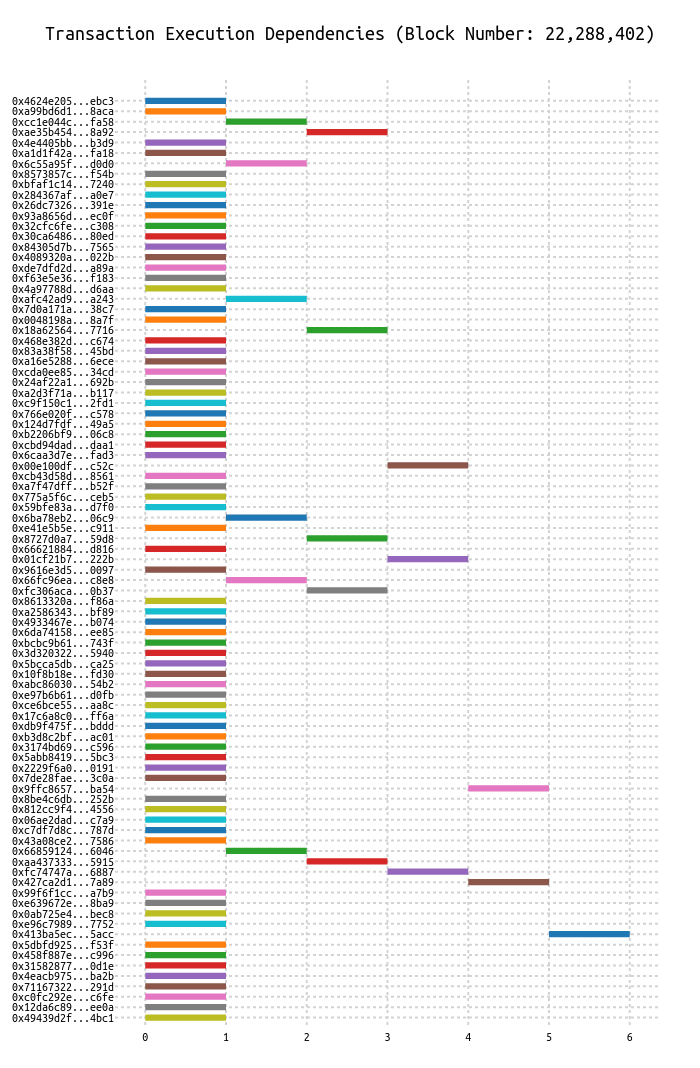 Transaction Execution Dependencies (Block Number: 22,288,402)
0x4624e205...ebc3
0xa99bd6d1...8aca
0xcc1e044c...fa58
0xae35b454...8a92
0x4e4405bb...b3d9
0xa1d1f42a...fa18
0x6c55a95f...d0d0
0x8573857c...f54b
0xbfaf1c14...7240
0x284367af...a0e7
0x26dc7326...391e
0x93a8656d...ec0f
0x32cfc6fe...c308
0x30ca6486...80ed
0x84305d7b...7565
0x4089320a...022b
0xde7dfd2d...a89a
0xf63e5e36...f183
0x4a97788d...d6aa
0xafc42ad9...a243
0x7d0a171a...38c7
0x0048198a...8a7f
0x18a62564...7716
0x468e382d...c674
0x83a38f58...45bd
0xa16e5288...6ece
0xcda0ee85...34cd
0x24af22a1...692b
0xa2d3f71a...b117
0xc9f150c1...2fd1
0x766e020f...c578
0x124d7fdf...49a5
0xb2206bf9...06c8
0xcbd94dad...daa1
0x6caa3d7e...fad3
0x00e100df...c52c
0xcb43d58d...8561
0xa7f47dff...b52f
0x775a5f6c...ceb5
0x59bfe83a...d7f0
0x6ba78eb2...06c9
0xe41e5b5e...c911
0x8727d0a7...59d8
0x66621884...d816
0x01cf21b7...222b
0x9616e3d5...0097
0x66fc96ea...c8e8
0xfc306aca...0b37
0x8613320a...f86a
0xa2586343...bf89
0x4933467e...b074
0x6da74158...ee85
0xbcbc9b61...743f
0x3d320322...5940
0x5bcca5db...ca25
0x10f8b18e...fd30
0xabc86030...54b2
0xe97b6b61...d0fb
0xce6bce55...aa8c
0x17c6a8c0...ff6a
0xdb9f475f...bddd
0xb3d8c2bf...ac01
0x3174bd69...c596
0x5abb8419...5bc3
0x2229f6a0...0191
0x7de28fae...3c0a
0x9ffc8657...ba54
0x8be4c6db...252b
0x812cc9f4...4556
0x06ae2dad...c7a9
0xc7df7d8c...787d
0x43a08ce2...7586
0x66859124...6046
0xaa437333...5915
0xfc74747a...6887
0x427ca2d1...7a89
0x99f6f1cc...a7b9
0xe639672e...8ba9
0x0ab725e4...bec8
0xe96c7989...7752
0x413ba5ec...5acc
0x5dbfd925...f53f
0x458f887e...c996
0x31582877...0d1e
0x4eacb975...ba2b
0x71167322...291d
0xc0fc292e...c6fe
0x12da6c89...ee0a
0x49439d2f...4bc1
0 1 2 3 4 5 6